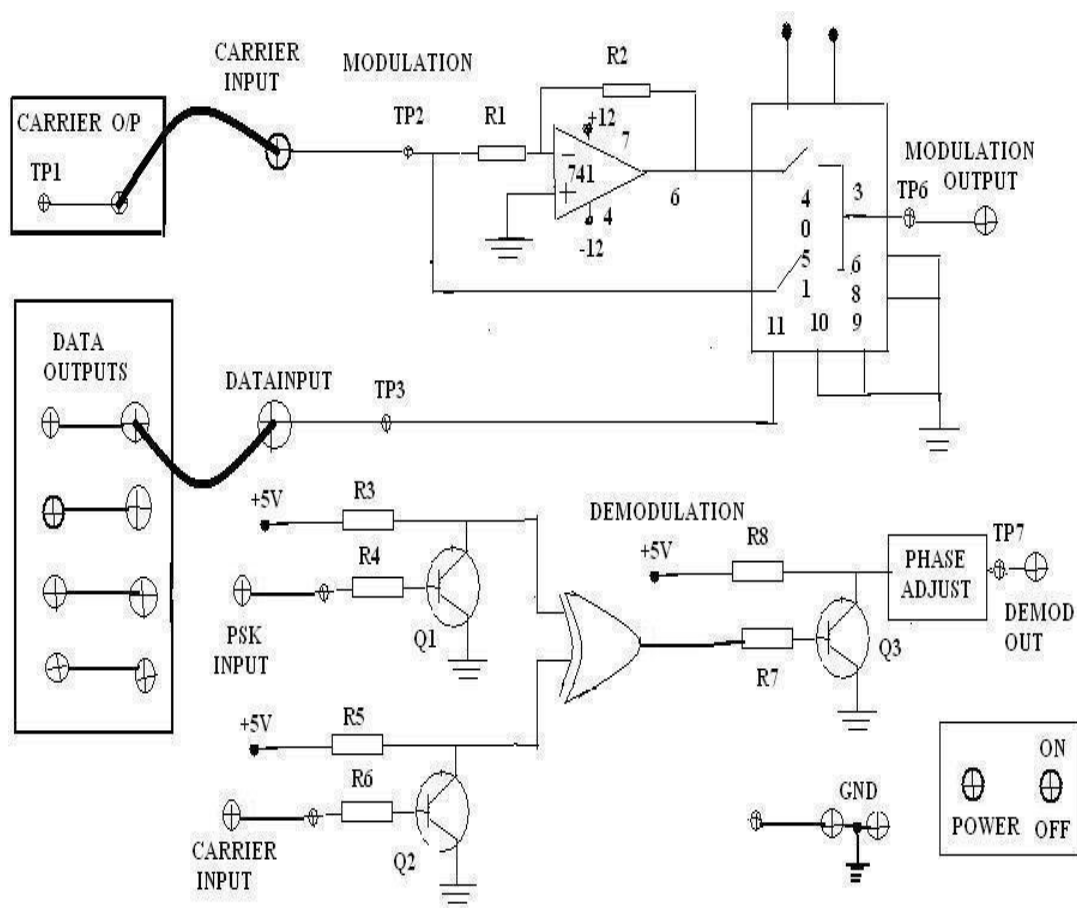 CARRIER
INPUT
MODULATION
R2
CARRIER O/P
TP1
TP2
R1
+12
7
−
741
+
6
4
-12
4
0
5
1
3
6
8
9
10
11
TP6
MODULATION
OUTPUT
DATA
OUTPUTS
DATAINPUT
TP3
+5V
R3
R4
Q1
PSK
INPUT
+5V
R5
R6
Q2
CARRIER
INPUT
DEMODULATION
+5V
R8
R7
Q3
PHASE
ADJUST
TP7
DEMOD
OUT
GND
ON
POWER
OFF